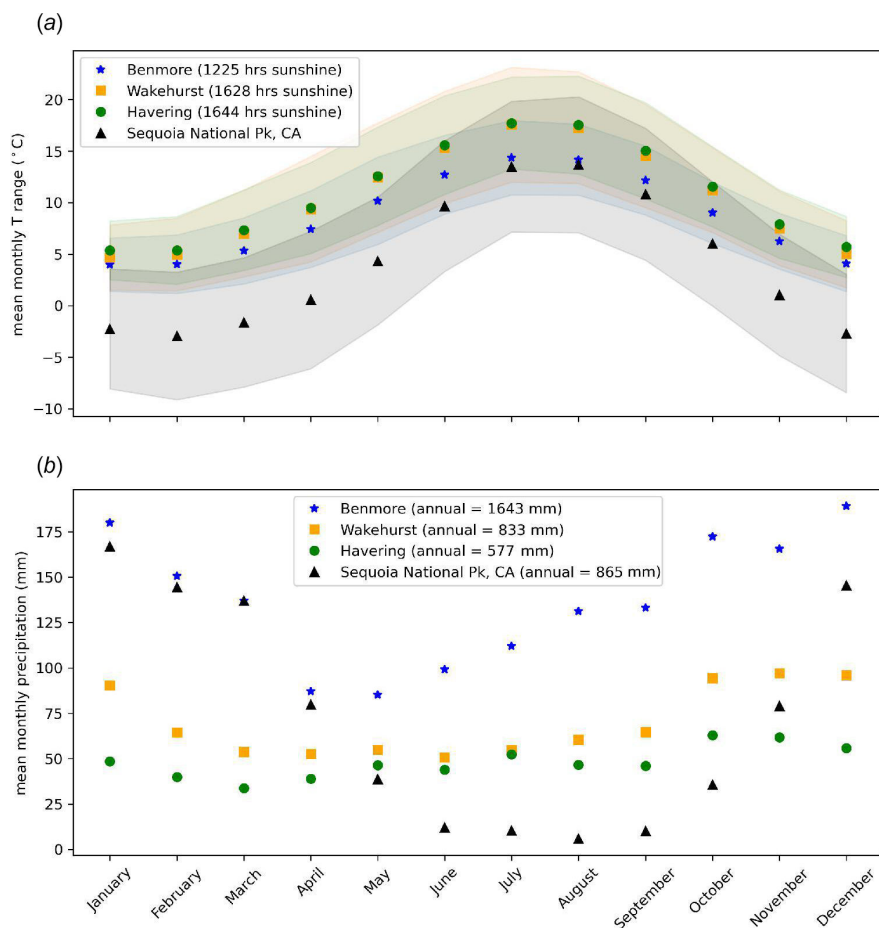 (a)
Benmore (1225 hrs sunshine)
Wakehurst (1628 hrs sunshine)
Havering (1644 hrs sunshine)
Sequoia National Pk, CA
mean monthly T range (°C)
20
15
10
5
0
−5
−10
(b)
Benmore (annual = 1643 mm)
Wakehurst (annual = 833 mm)
Havering (annual = 577 mm)
Sequoia National Pk, CA (annual = 865 mm)
mean monthly precipitation (mm)
175
150
125
100
75
50
25
0
January
February
March
April
May
June
July
August
September
October
November
December